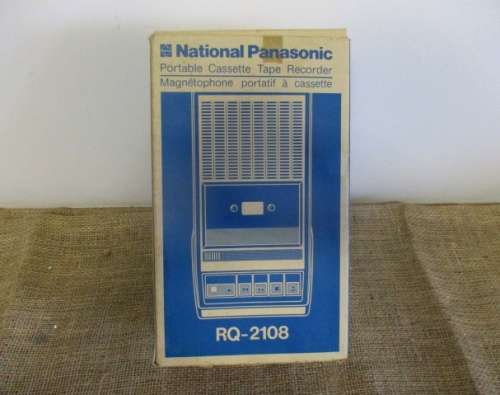 National Panasonic
Portable Cassette Tape Recorder
Magnétophone portatif à cassette
RQ-2108